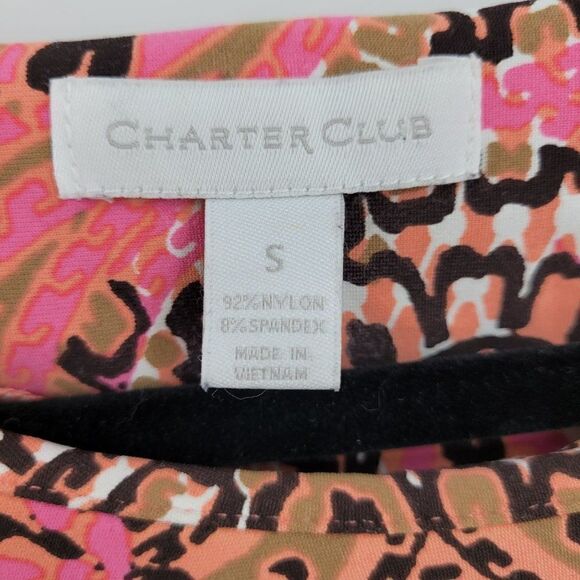 CHARTER CLUB
S
92% NYLON
8% SPANDEX
MADE IN
VIETNAM